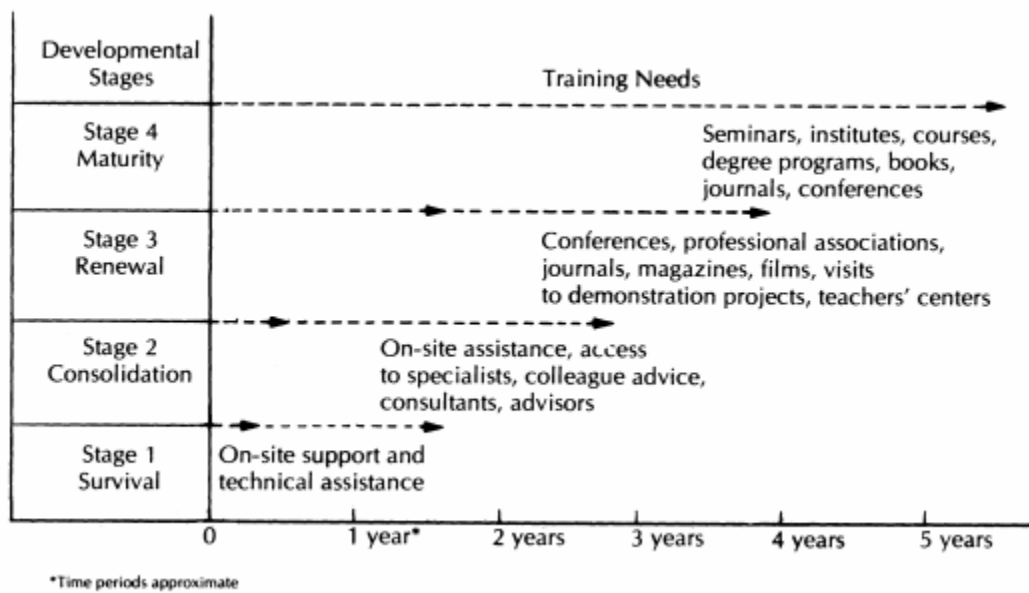 Developmental
Stages
Training Needs
Stage 4
Maturity
Seminars, institutes, courses,
degree programs, books,
journals, conferences
Stage 3
Renewal
Conferences, professional associations,
journals, magazines, films, visits
to demonstration projects, teachers' centers
Stage 2
Consolidation
On-site assistance, access
to specialists, colleague advice,
consultants, advisors
Stage 1
Survival
On-site support and
technical assistance
0 1 year* 2 years 3 years 4 years 5 years
*Time periods approximate